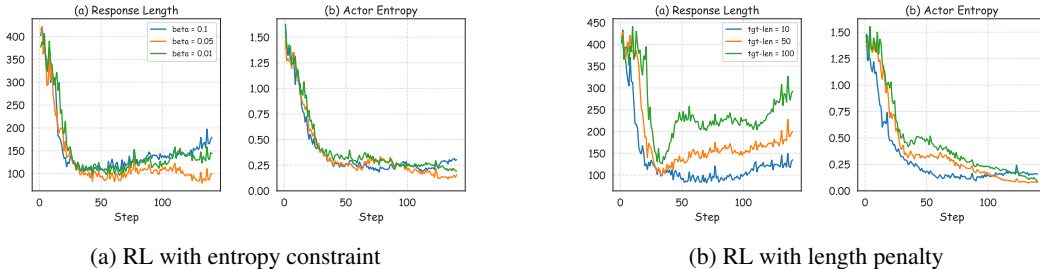 (a) Response Length
400
350
300
250
200
150
100
0
50
100
Step
beta = 0.1
beta = 0.05
beta = 0.01
(b) Actor Entropy
1.50
1.25
1.00
0.75
0.50
0.25
0.00
0
50
100
Step
(a) RL with entropy constraint
(a) Response Length
450
400
350
300
250
200
150
100
0
50
100
Step
tgt-len = 10
tgt-len = 50
tgt-len = 100
(b) Actor Entropy
1.75
1.50
1.25
1.00
0.75
0.50
0.25
0.00
0
50
100
Step
(b) RL with length penalty